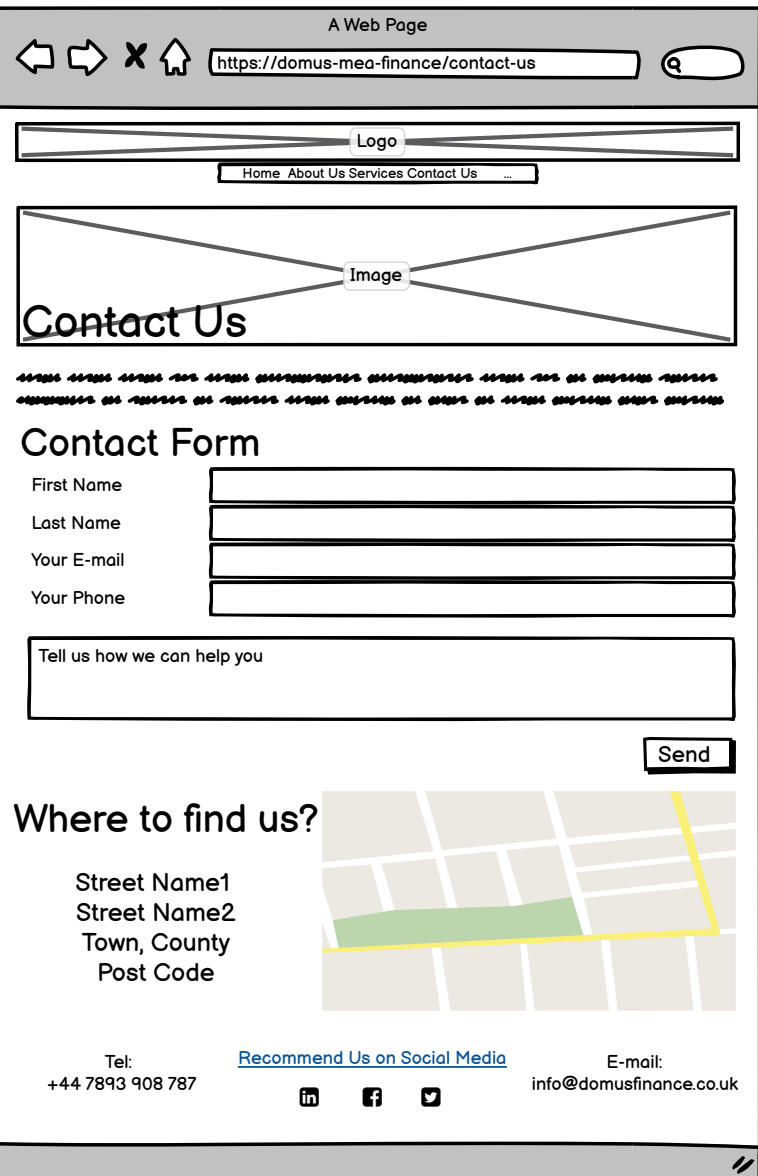 A Web Page
https://domus-mea-finance/contact-us
Logo
Home About Us Services Contact Us ...
Image
Contact Us
Contact Form
First Name
Last Name
Your E-mail
Your Phone
Tell us how we can help you
Send
Where to find us?
Street Name1
Street Name2
Town, County
Post Code
Tel:
+44 7893 908 787
Recommend Us on Social Media
in
E-mail:
info@domusfinance.co.uk